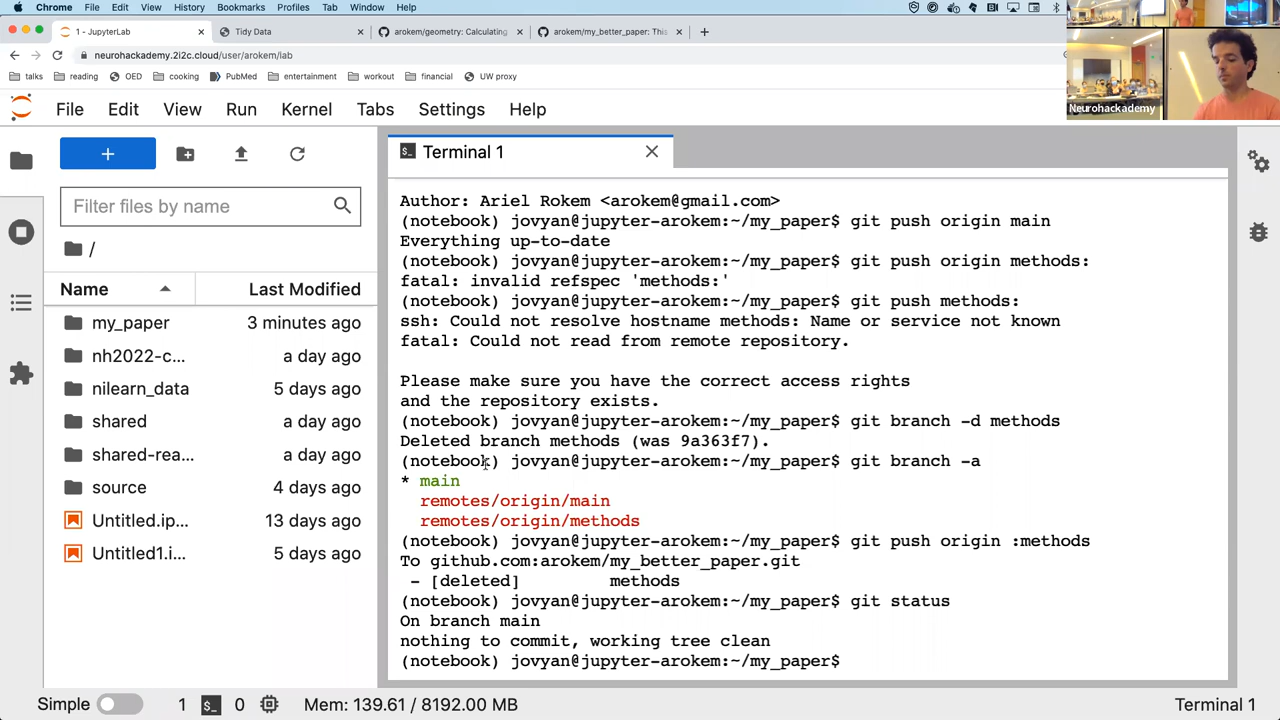 Chrome File Edit View History Bookmarks Profiles Tab Window Help
1 - JupyterLab
Tidy Data
arokem/geometry: Calculating
arokem/my_better_paper: This
neurohackademy.2i2c.cloud/user/arokem/lab
talks reading OED cooking PubMed entertainment workout financial UW proxy
Neurohackademy
File Edit View Run Kernel Tabs Settings Help
Terminal 1
Filter files by name
/
Name Last Modified
my_paper 3 minutes ago
nh2022-c... a day ago
nilearn_data 5 days ago
shared a day ago
shared-rea... a day ago
source 4 days ago
Untitled.ip... 13 days ago
Untitled1.i... 5 days ago
Author: Ariel Rokem <arokem@gmail.com>
(notebook) jovyan@jupyter-arokem:~/my_paper$ git push origin main
Everything up-to-date
(notebook) jovyan@jupyter-arokem:~/my_paper$ git push origin methods:
fatal: invalid refspec 'methods:'
(notebook) jovyan@jupyter-arokem:~/my_paper$ git push methods:
ssh: Could not resolve hostname methods: Name or service not known
fatal: Could not read from remote repository.
Please make sure you have the correct access rights
and the repository exists.
(notebook) jovyan@jupyter-arokem:~/my_paper$ git branch -d methods
Deleted branch methods (was 9a363f7).
(notebook) jovyan@jupyter-arokem:~/my_paper$ git branch -a
* main
remotes/origin/main
remotes/origin/methods
(notebook) jovyan@jupyter-arokem:~/my_paper$ git push origin :methods
To github.com:arokem/my_better_paper.git
- [deleted] methods
(notebook) jovyan@jupyter-arokem:~/my_paper$ git status
On branch main
nothing to commit, working tree clean
(notebook) jovyan@jupyter-arokem:~/my_paper$
Simple 1 0 Mem: 139.61 / 8192.00 MB Terminal 1